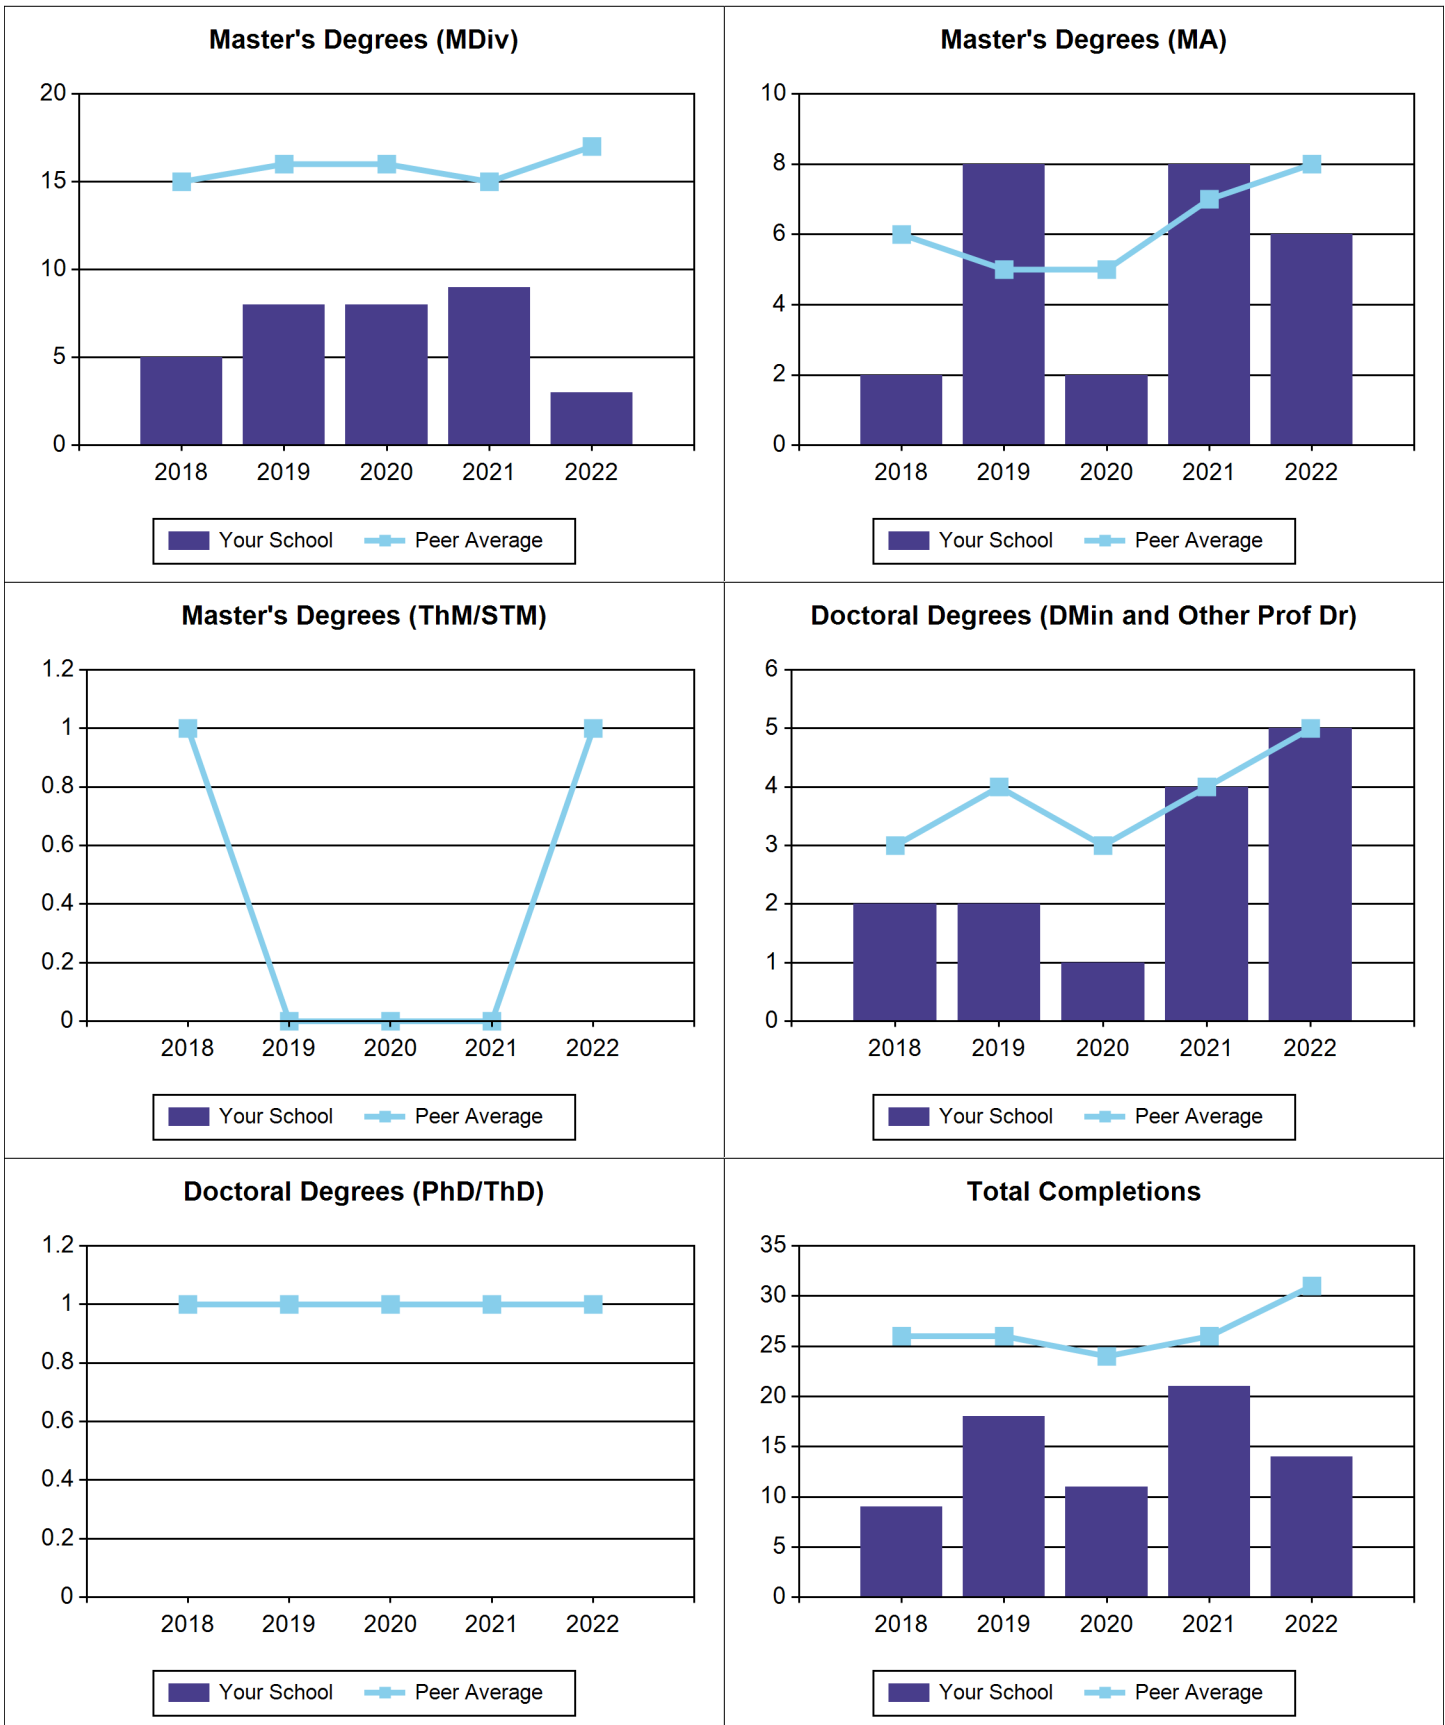 Master's Degrees (MDiv)
20
15
10
5
0
2018 2019 2020 2021 2022
Your School Peer Average
Master's Degrees (MA)
10
8
6
4
2
0
2018 2019 2020 2021 2022
Your School Peer Average
Master's Degrees (ThM/STM)
1.2
1
0.8
0.6
0.4
0.2
0
2018 2019 2020 2021 2022
Your School Peer Average
Doctoral Degrees (DMin and Other Prof Dr)
6
5
4
3
2
1
0
2018 2019 2020 2021 2022
Your School Peer Average
Doctoral Degrees (PhD/ThD)
1.2
1
0.8
0.6
0.4
0.2
0
2018 2019 2020 2021 2022
Your School Peer Average
Total Completions
35
30
25
20
15
10
5
0
2018 2019 2020 2021 2022
Your School Peer Average